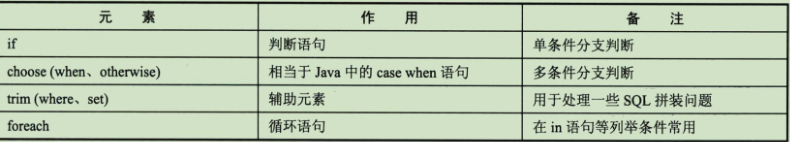 元 素 作 用 备 注
if 判断语句 单条件分支判断
choose (when、otherwise) 相当于 Java 中的 case when 语句 多条件分支判断
trim (where、set) 辅助元素 用于处理一些 SQL 拼装问题
foreach 循环语句 在 in 语句等列举条件常用